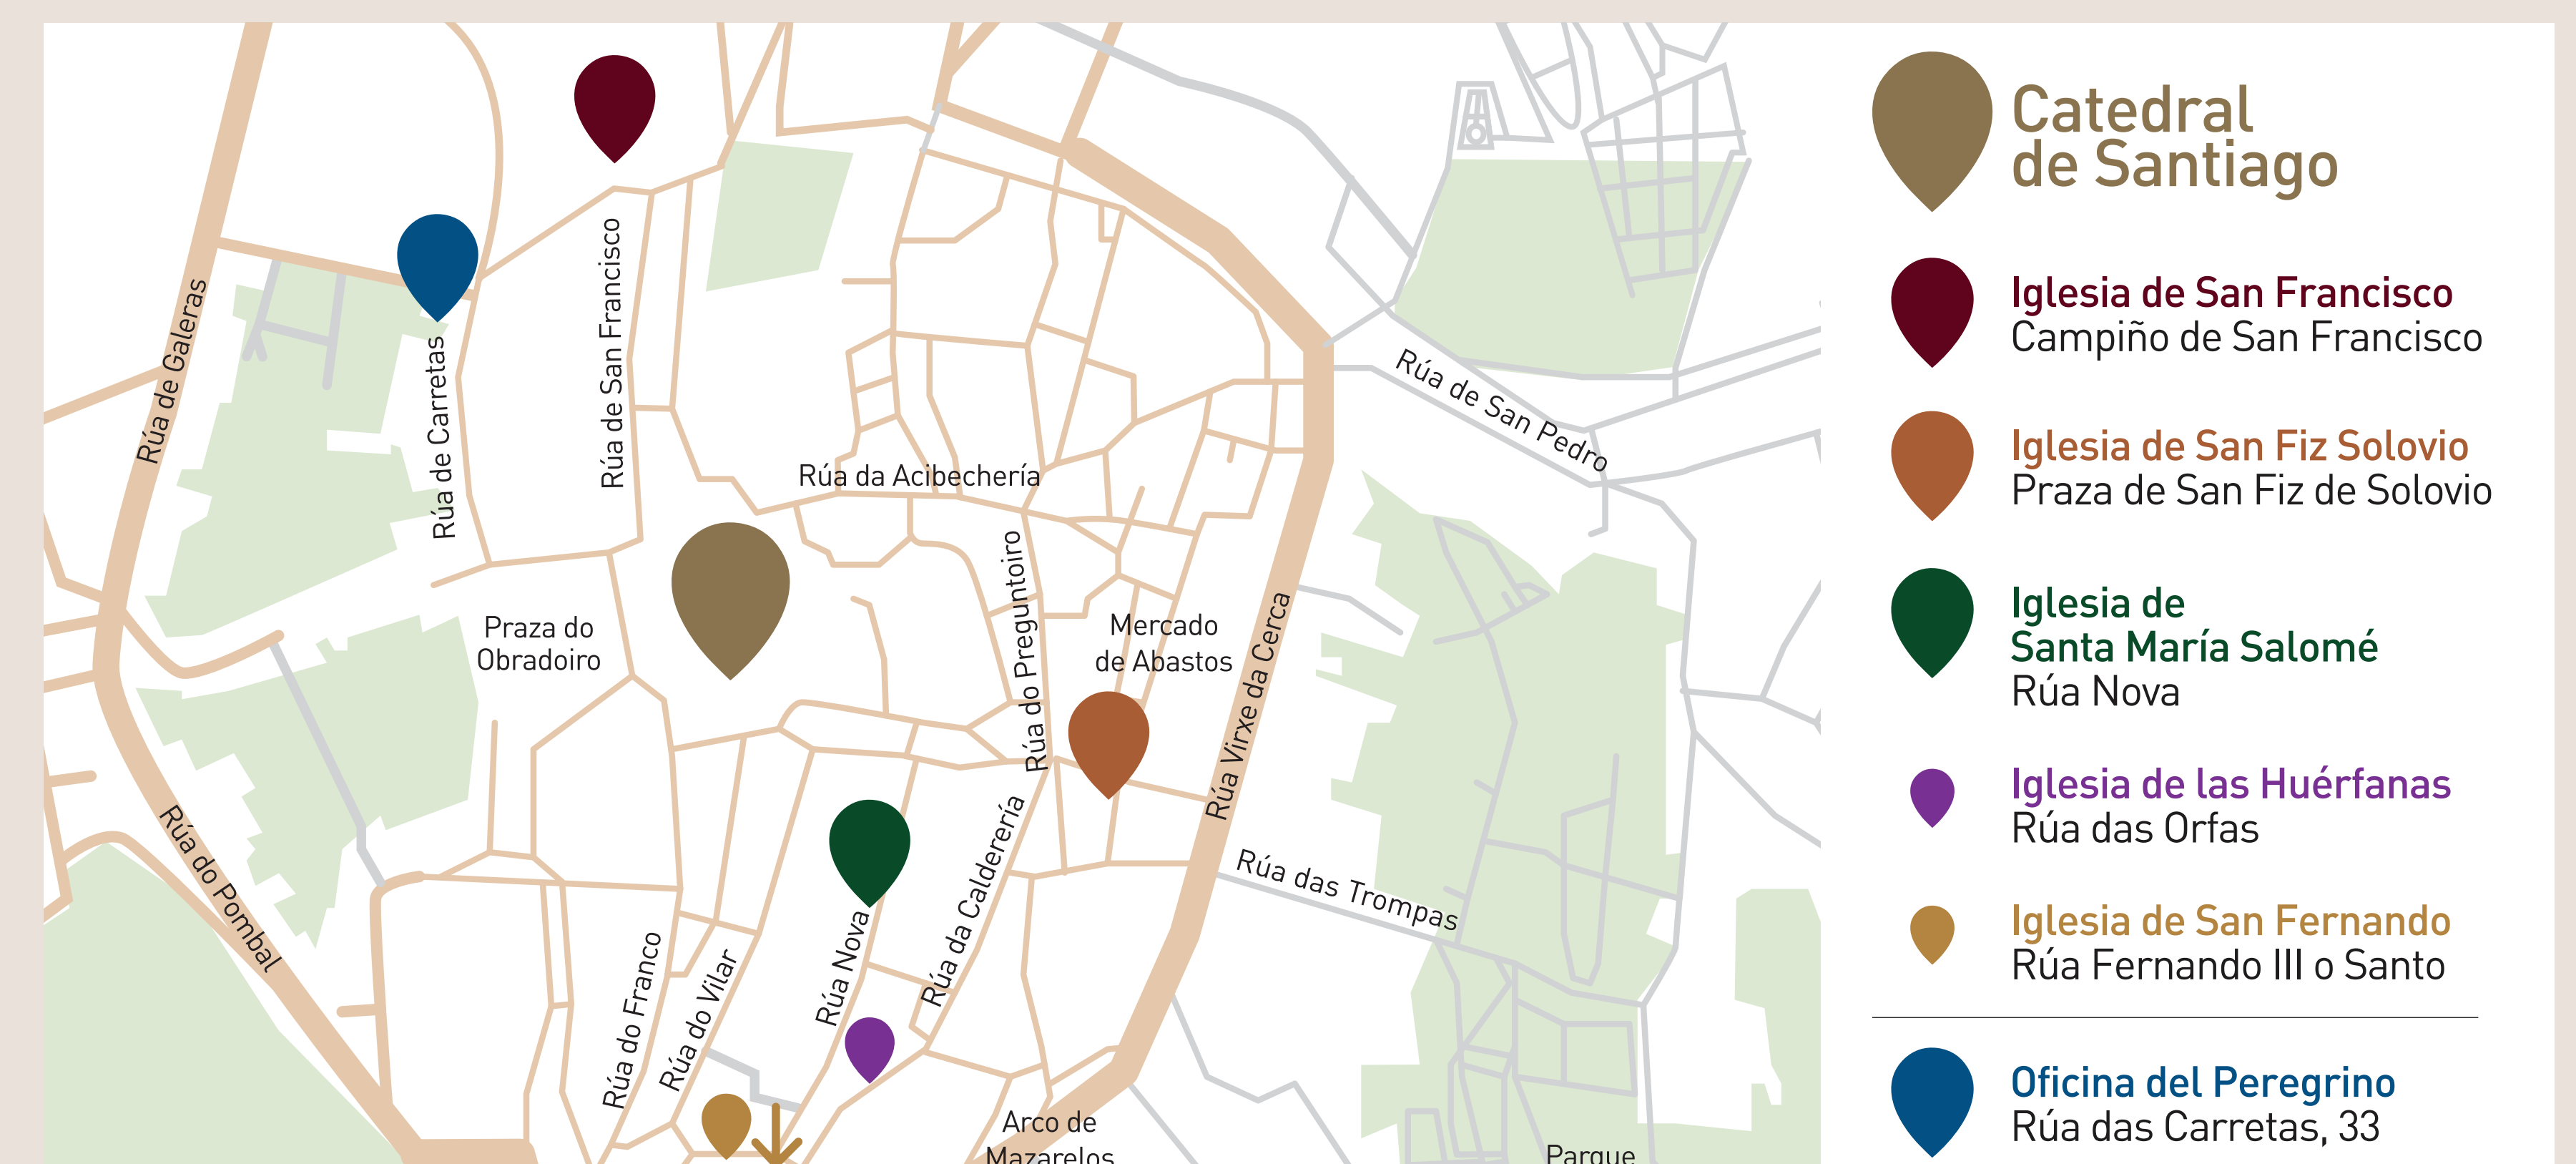 Rúa de Galeras
Rúa de Carretas
Rúa de San Francisco
Rúa da Acibechería
Rúa de San Pedro
Praza do
Obradoiro
Rúa do Preguntoiro
Mercado
de Abastos
Rúa Virxe da Cerca
Rúa do Pombal
Rúa do Franco
Rúa do Vilar
Rúa Nova
Rúa da Calderería
Rúa das Trompas
Arco de
Mazarelos
Parque
Catedral
de Santiago
Iglesia de San Francisco
Campiño de San Francisco
Iglesia de San Fiz Solovio
Praza de San Fiz de Solovio
Iglesia de
Santa María Salomé
Rúa Nova
Iglesia de las Huérfanas
Rúa das Orfas
Iglesia de San Fernando
Rúa Fernando III o Santo
Oficina del Peregrino
Rúa das Carretas, 33